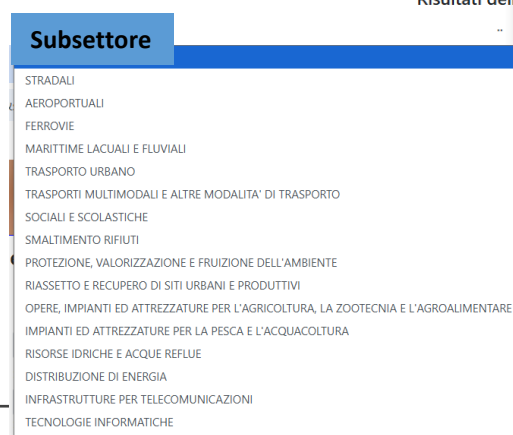 Risultati del
..
Subsettore
STRADALI
AEROPORTUALI
FERROVIE
MARITTIME LACUALI E FLUVIALI
TRASPORTO URBANO
TRASPORTI MULTIMODALI E ALTRE MODALITA' DI TRASPORTO
SOCIALI E SCOLASTICHE
SMALTIMENTO RIFIUTI
PROTEZIONE, VALORIZZAZIONE E FRUIZIONE DELL'AMBIENTE
RIASSETTO E RECUPERO DI SITI URBANI E PRODUTTIVI
OPERE, IMPIANTI ED ATTREZZATURE PER L'AGRICOLTURA, LA ZOOTECNIA E L'AGROALIMENTARE
IMPIANTI ED ATTREZZATURE PER LA PESCA E L'ACQUACOLTURA
RISORSE IDRICHE E ACQUE REFLUE
DISTRIBUZIONE DI ENERGIA
INFRASTRUTTURE PER TELECOMUNICAZIONI
TECNOLOGIE INFORMATICHE